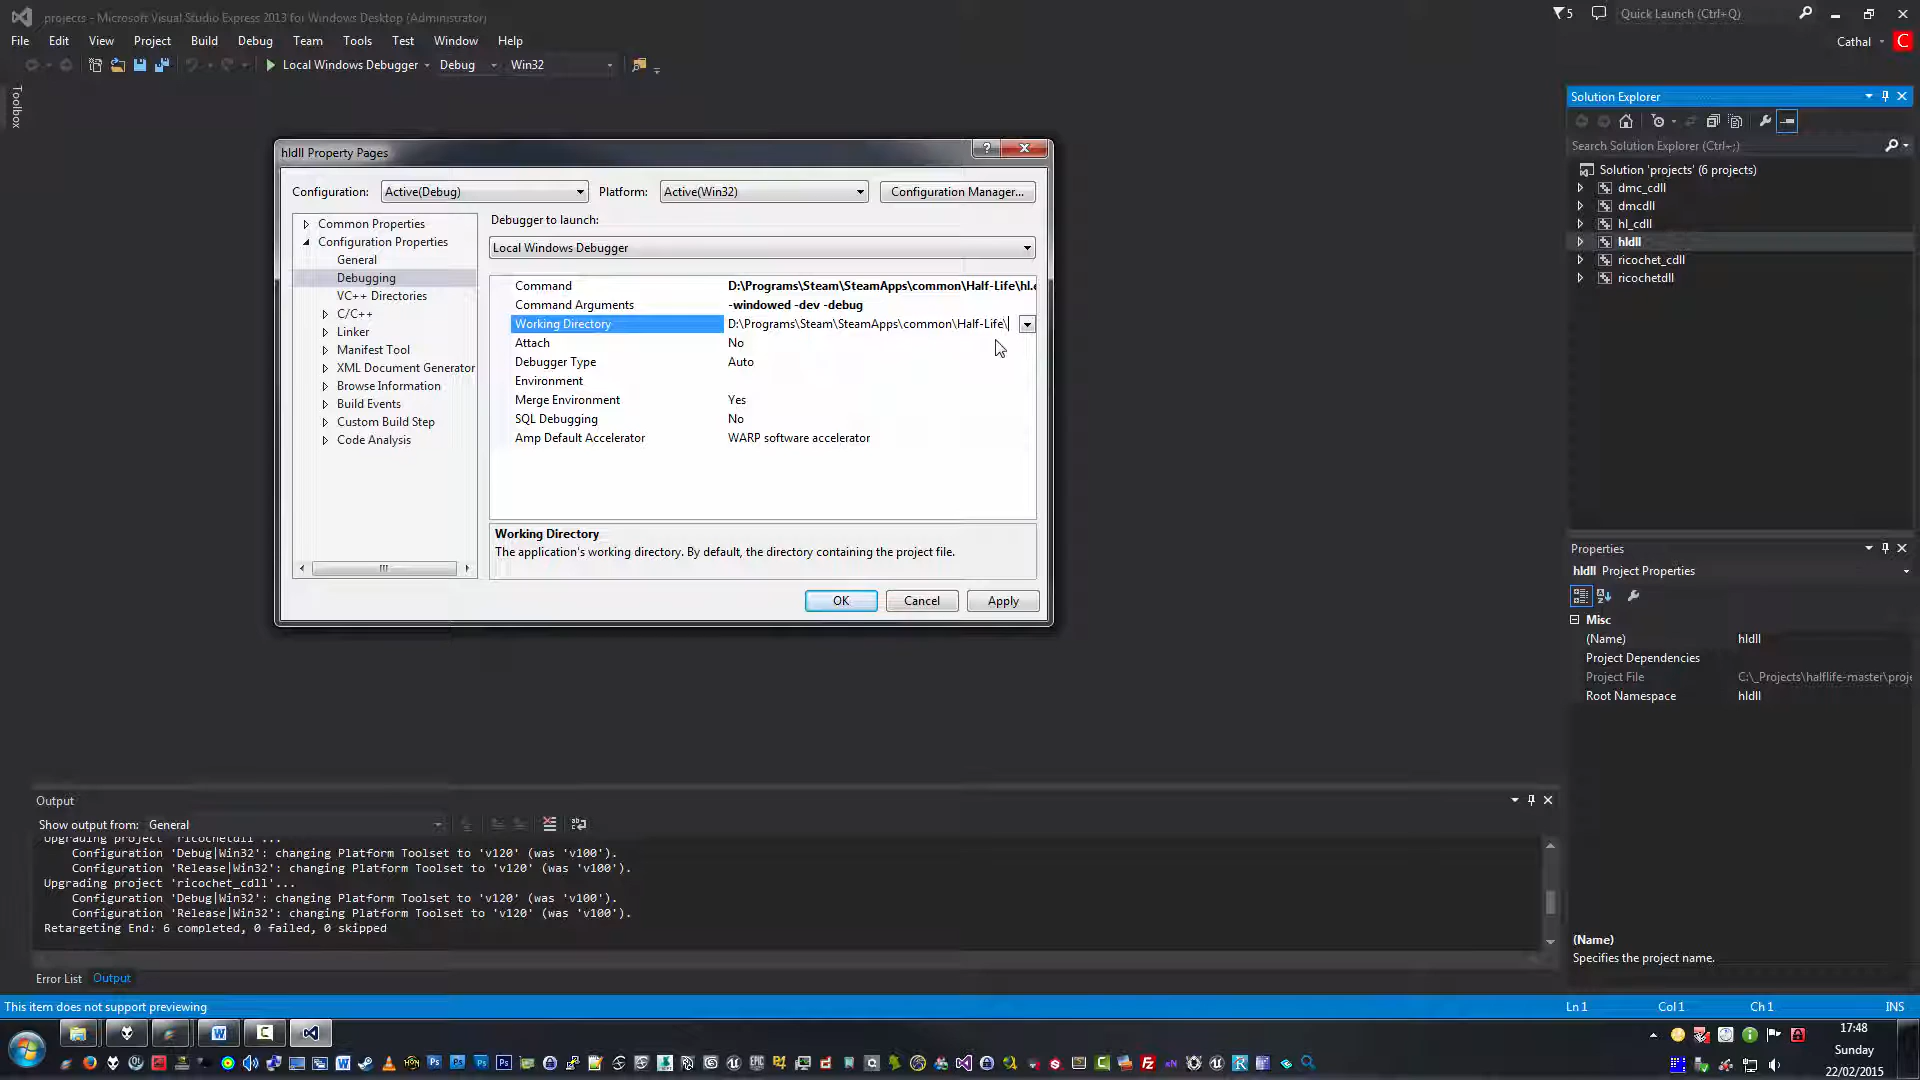 projects - Microsoft Visual Studio Express 2013 for Windows Desktop (Administrator)
5
Quick Launch (Ctrl+Q)
File Edit View Project Build Debug Team Tools Test Window Help
Cathal
C
Local Windows Debugger Debug Win32
Toolbox
Solution Explorer
Search Solution Explorer (Ctrl+;)
Solution 'projects' (6 projects)
dmc_cdll
dmcdll
hl_cdll
hldll
ricochet_cdll
ricochetdll
hldll Property Pages
Configuration: Active(Debug) Platform: Active(Win32) Configuration Manager...
Common Properties
Configuration Properties
General
Debugging
VC++ Directories
C/C++
Linker
Manifest Tool
XML Document Generator
Browse Information
Build Events
Custom Build Step
Code Analysis
Debugger to launch:
Local Windows Debugger
Command D:\Programs\Steam\SteamApps\common\Half-Life\hl.e
Command Arguments -windowed -dev -debug
Working Directory D:\Programs\Steam\SteamApps\common\Half-Life\
Attach No
Debugger Type Auto
Environment
Merge Environment Yes
SQL Debugging No
Amp Default Accelerator WARP software accelerator
Working Directory
The application's working directory. By default, the directory containing the project file.
OK Cancel Apply
Properties
hldll Project Properties
Misc
(Name) hldll
Project Dependencies
Project File C:\_Projects\halflife-master\proje
Root Namespace hldll
(Name)
Specifies the project name.
Output
Show output from: General
Upgrading project 'ricochetdll'...
Configuration 'Debug|Win32': changing Platform Toolset to 'v120' (was 'v100').
Configuration 'Release|Win32': changing Platform Toolset to 'v120' (was 'v100').
Upgrading project 'ricochet_cdll'...
Configuration 'Debug|Win32': changing Platform Toolset to 'v120' (was 'v100').
Configuration 'Release|Win32': changing Platform Toolset to 'v120' (was 'v100').
Retargeting End: 6 completed, 0 failed, 0 skipped
Error List Output
This item does not support previewing
Ln 1 Col 1 Ch 1 INS
17:48
Sunday
22/02/2015